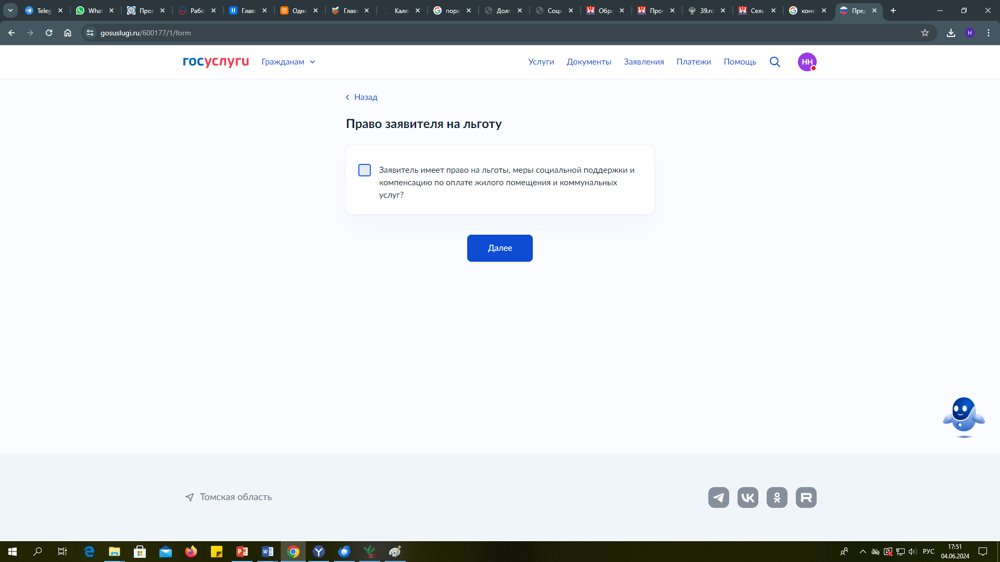 Teleg
What
Пров
Рабо
Главн
Одно
Главн
Кале
поря
Долг
Соци
Обра
Прог
39.ro
Сель
конк
Пред
gosuslugi.ru/600177/1/form
H
госуслуги
Гражданам
Услуги
Документы
Заявления
Платежи
Помощь
НН
Назад
Право заявителя на льготу
Заявитель имеет право на льготы, меры социальной поддержки и
компенсацию по оплате жилого помещения и коммунальных
услуг?
Далее
Томская область
РУС
17:51
04.06.2024